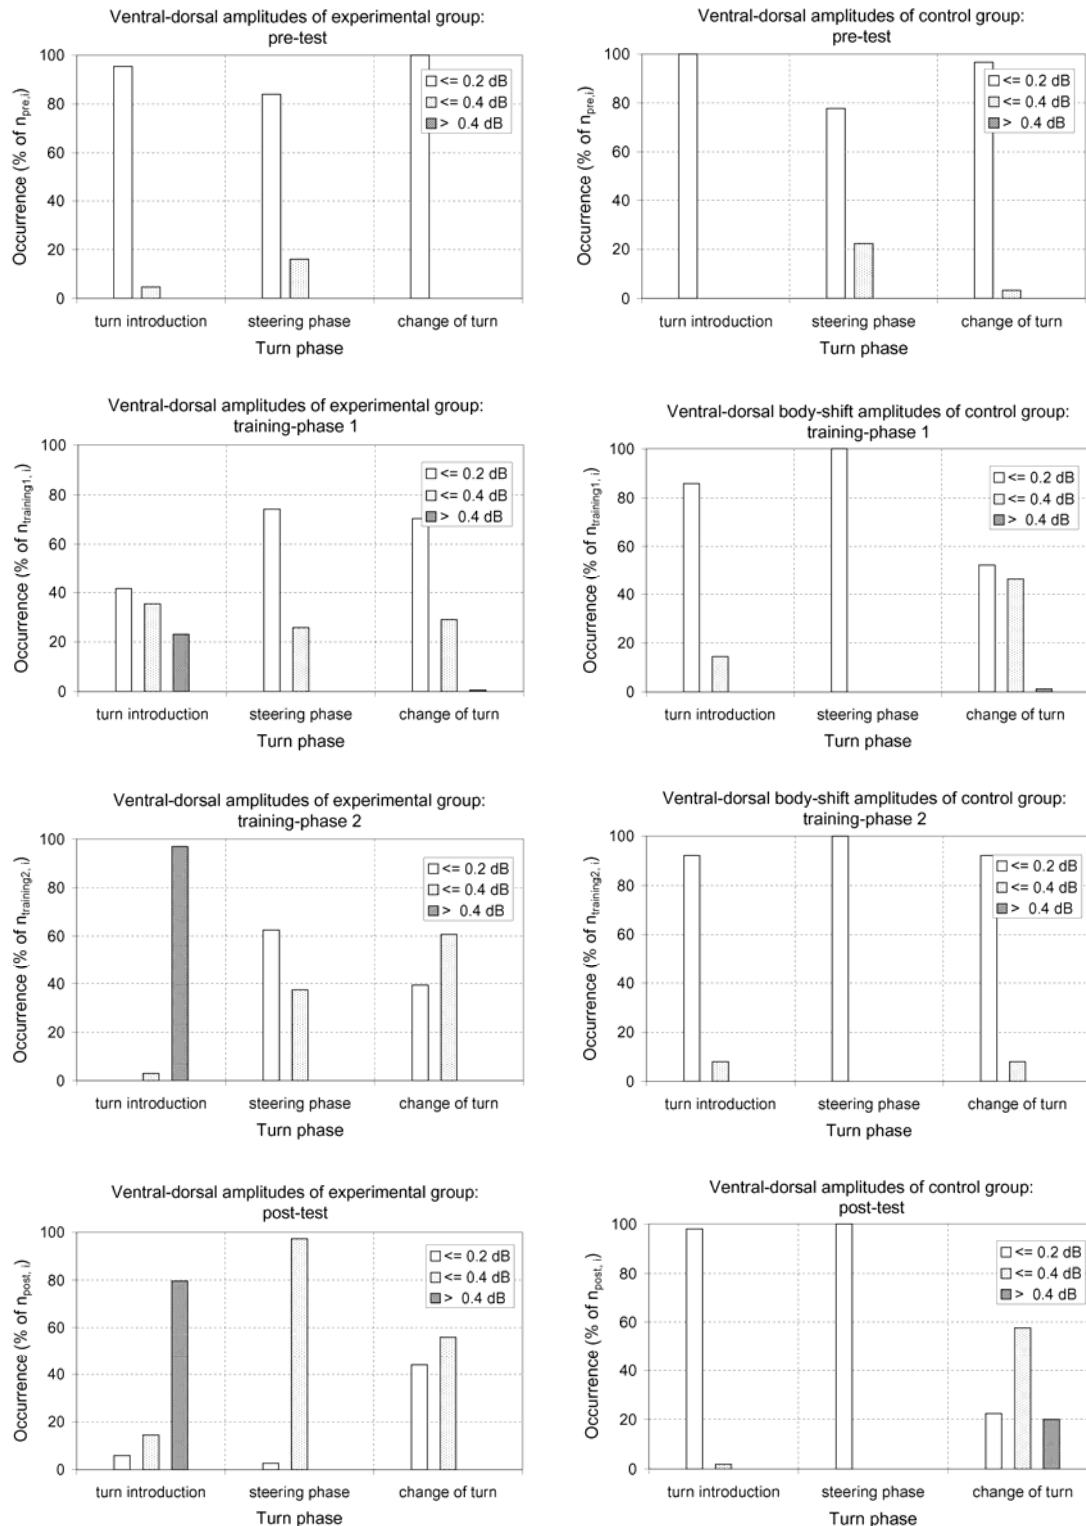 Ventral-dorsal amplitudes of experimental group:
pre-test
Occurrence (% of n_pre,i)
100
80
60
40
20
0
<= 0.2 dB
<= 0.4 dB
> 0.4 dB
turn introduction steering phase change of turn
Turn phase
Ventral-dorsal amplitudes of control group:
pre-test
Occurrence (% of n_pre,i)
100
80
60
40
20
0
<= 0.2 dB
<= 0.4 dB
> 0.4 dB
turn introduction steering phase change of turn
Turn phase
Ventral-dorsal amplitudes of experimental group:
training-phase 1
Occurrence (% of n_training1, i)
100
80
60
40
20
0
<= 0.2 dB
<= 0.4 dB
> 0.4 dB
turn introduction steering phase change of turn
Turn phase
Ventral-dorsal body-shift amplitudes of control group:
training-phase 1
Occurrence (% of n_training1, i)
100
80
60
40
20
0
<= 0.2 dB
<= 0.4 dB
> 0.4 dB
turn introduction steering phase change of turn
Turn phase
Ventral-dorsal amplitudes of experimental group:
training-phase 2
Occurrence (% of n_training2, i)
100
80
60
40
20
0
<= 0.2 dB
<= 0.4 dB
> 0.4 dB
turn introduction steering phase change of turn
Turn phase
Ventral-dorsal body-shift amplitudes of control group:
training-phase 2
Occurrence (% of n_training2, i)
100
80
60
40
20
0
<= 0.2 dB
<= 0.4 dB
> 0.4 dB
turn introduction steering phase change of turn
Turn phase
Ventral-dorsal amplitudes of experimental group:
post-test
Occurrence (% of n_post, i)
100
80
60
40
20
0
<= 0.2 dB
<= 0.4 dB
> 0.4 dB
turn introduction steering phase change of turn
Turn phase
Ventral-dorsal amplitudes of control group:
post-test
Occurrence (% of n_post, i)
100
80
60
40
20
0
<= 0.2 dB
<= 0.4 dB
> 0.4 dB
turn introduction steering phase change of turn
Turn phase